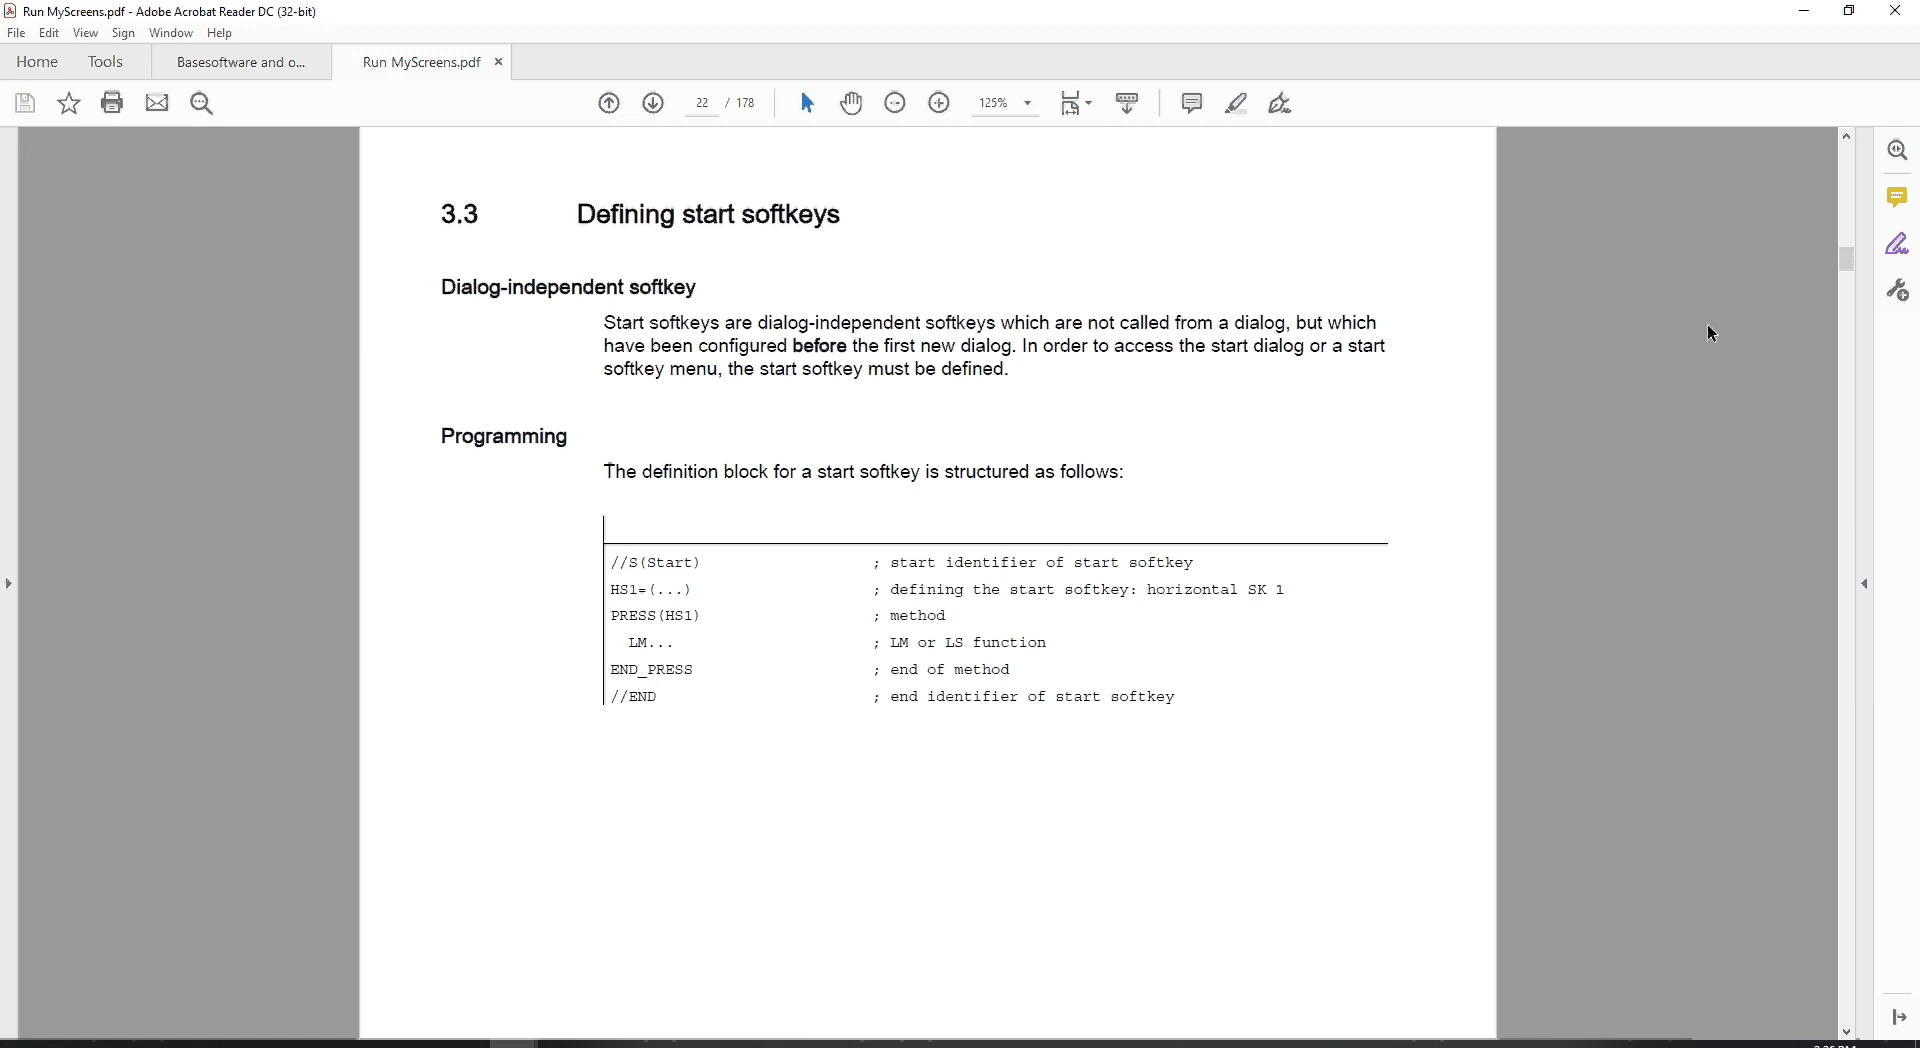 Run MyScreens.pdf - Adobe Acrobat Reader DC (32-bit)
File Edit View Sign Window Help
Home Tools Basesoftware and o... Run MyScreens.pdf ×
22 / 178 125%
3.3 Defining start softkeys
Dialog-independent softkey
Start softkeys are dialog-independent softkeys which are not called from a dialog, but which
have been configured before the first new dialog. In order to access the start dialog or a start
softkey menu, the start softkey must be defined.
Programming
The definition block for a start softkey is structured as follows:
//S(Start) ; start identifier of start softkey
HS1=(...) ; defining the start softkey: horizontal SK 1
PRESS(HS1) ; method
LM... ; LM or LS function
END_PRESS ; end of method
//END ; end identifier of start softkey